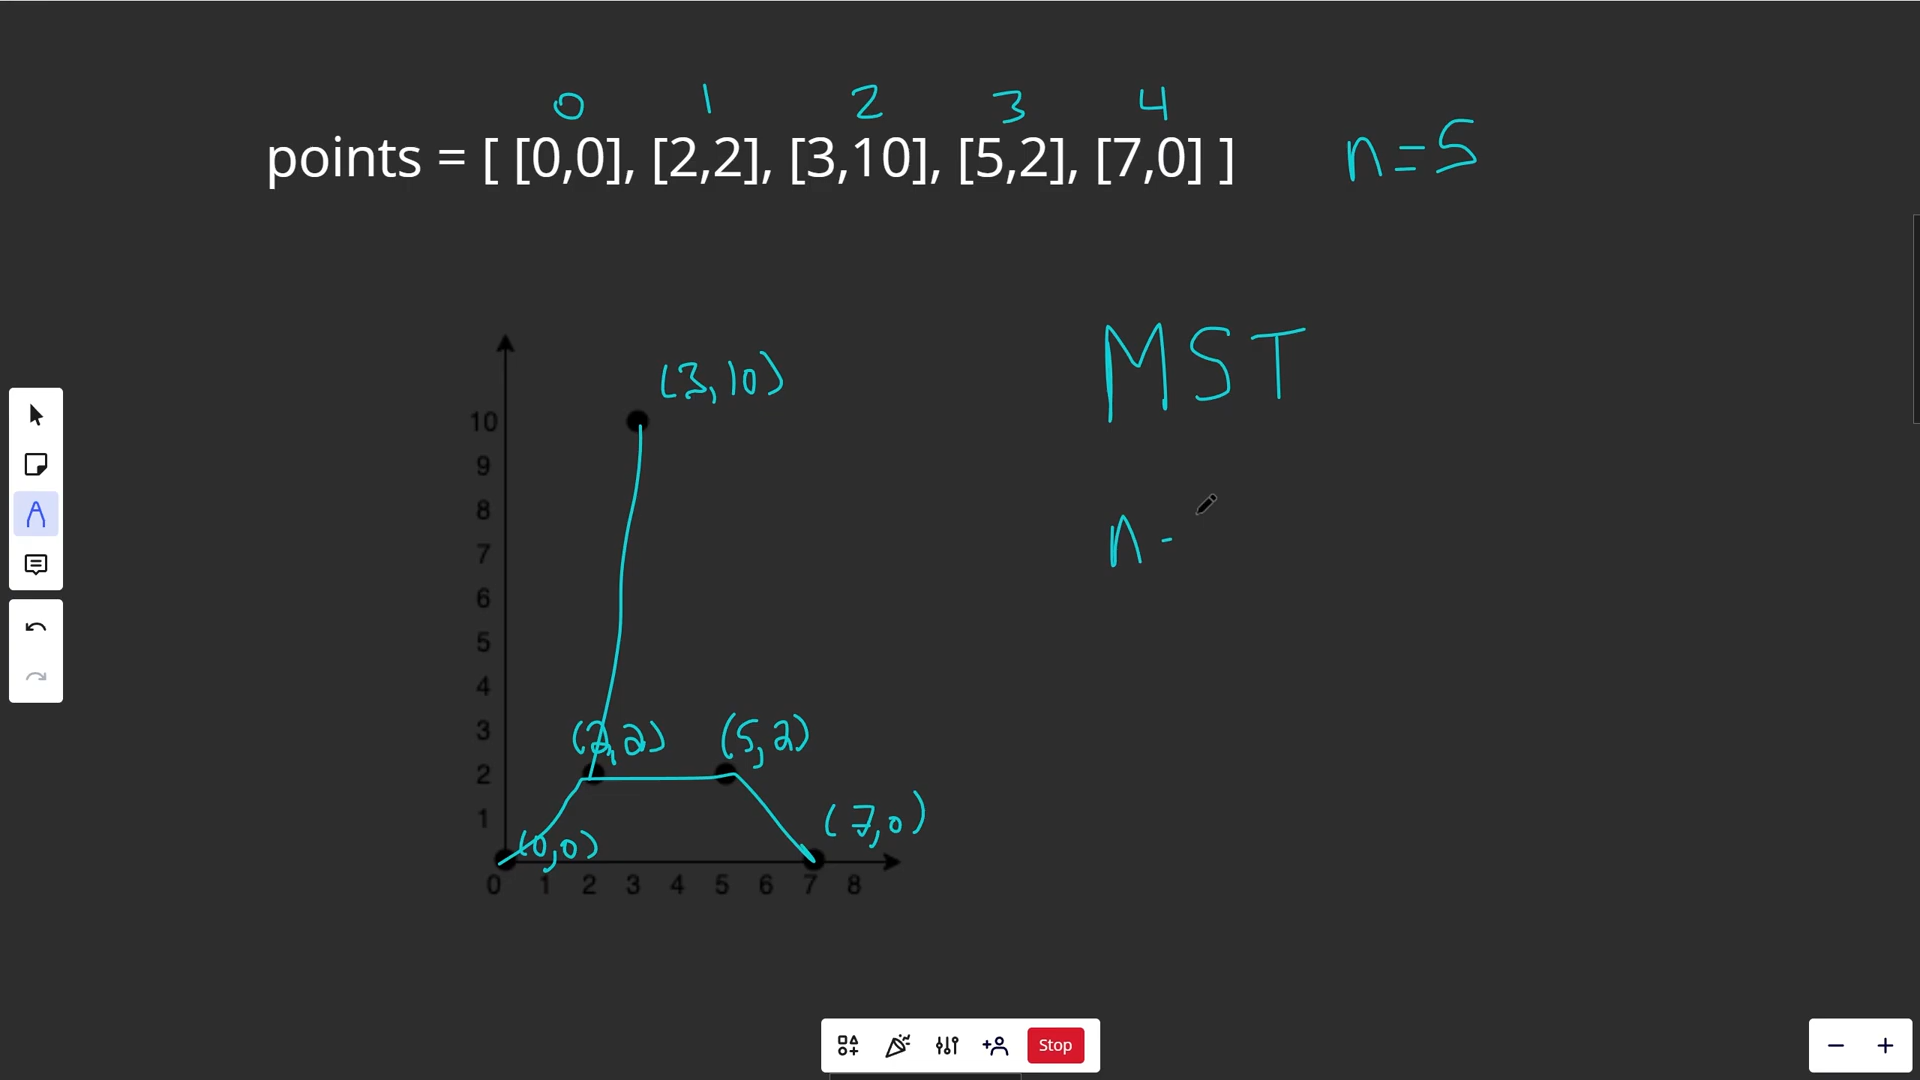 0 1 2 3 4
points = [ [0,0], [2,2], [3,10], [5,2], [7,0] ] n=5
MST
(3,10)
10
9
8
n -
7
6
5
4
3
(2,2) (5,2)
2
(7,0)
1
(0,0)
0 1 2 3 4 5 6 7 8
Stop